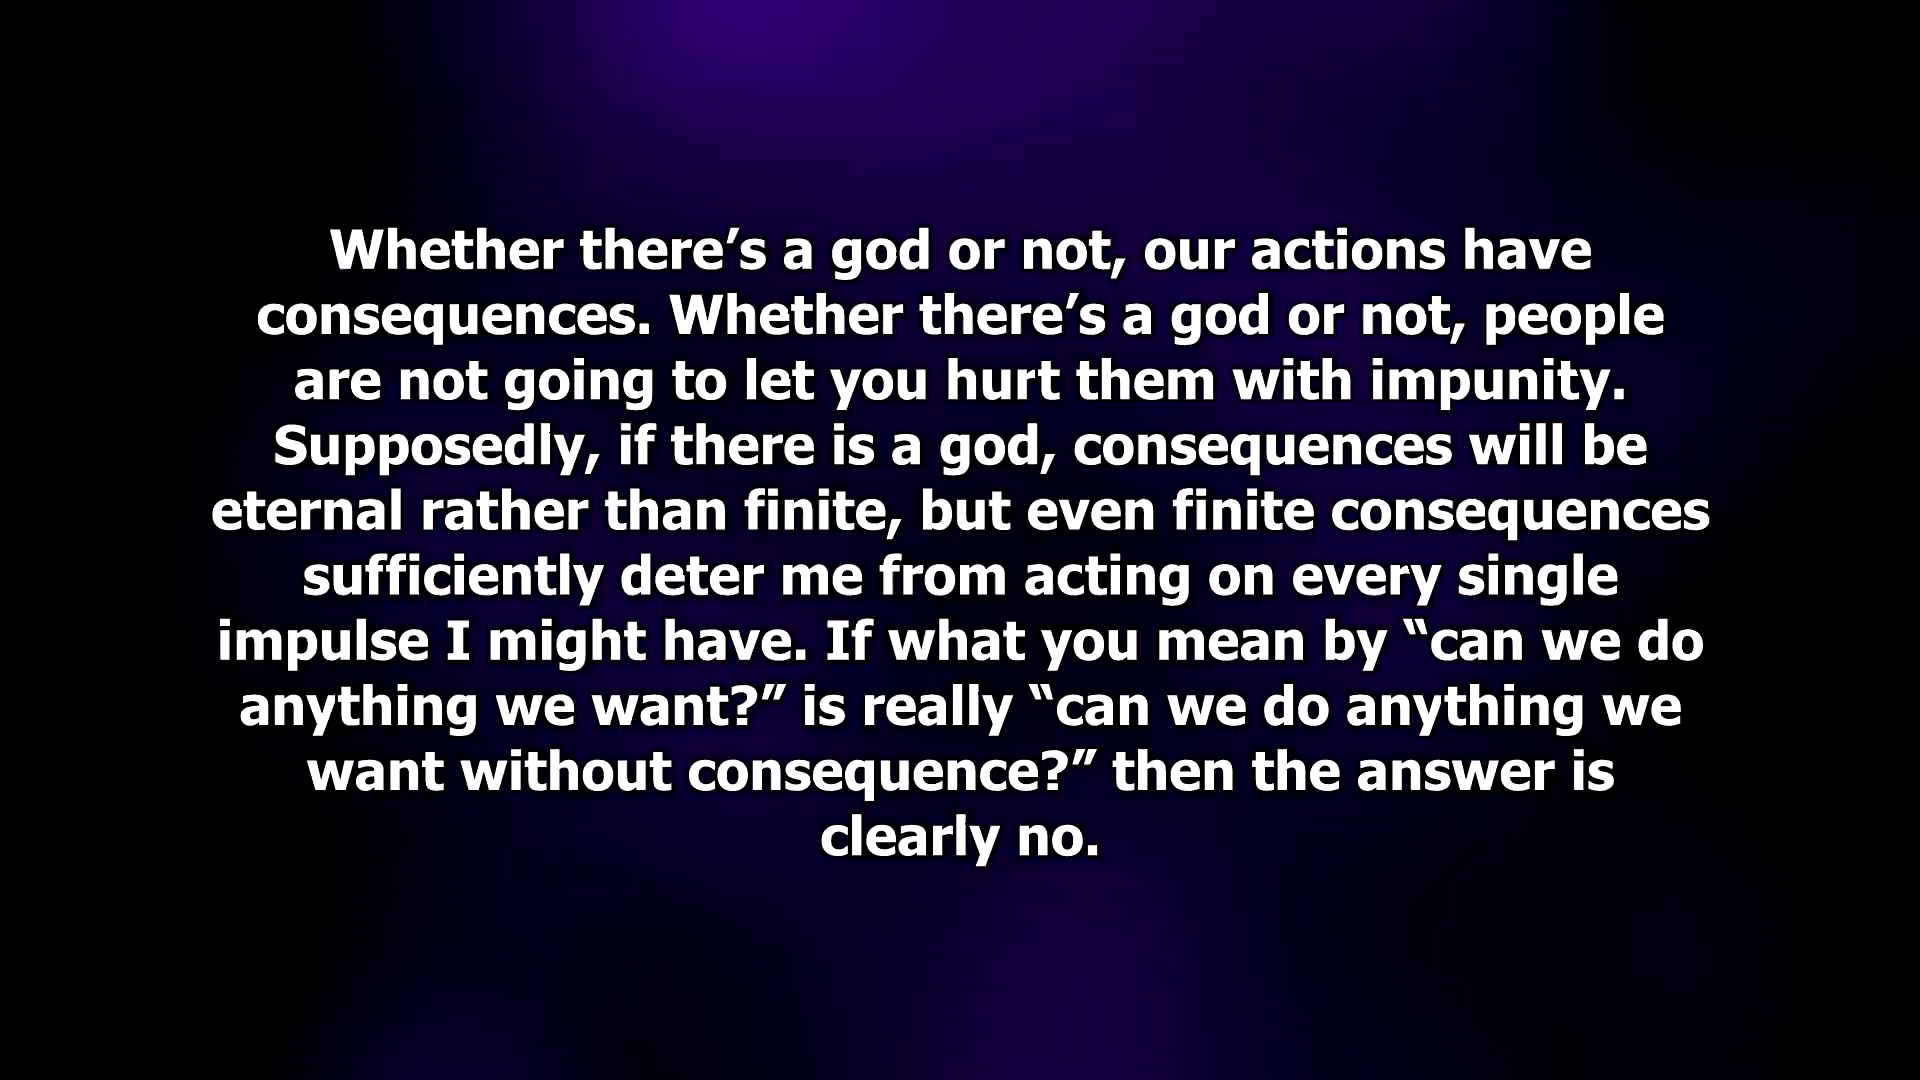 Whether there’s a god or not, our actions have
consequences. Whether there’s a god or not, people
are not going to let you hurt them with impunity.
Supposedly, if there is a god, consequences will be
eternal rather than finite, but even finite consequences
sufficiently deter me from acting on every single
impulse I might have. If what you mean by “can we do
anything we want?” is really “can we do anything we
want without consequence?” then the answer is
clearly no.